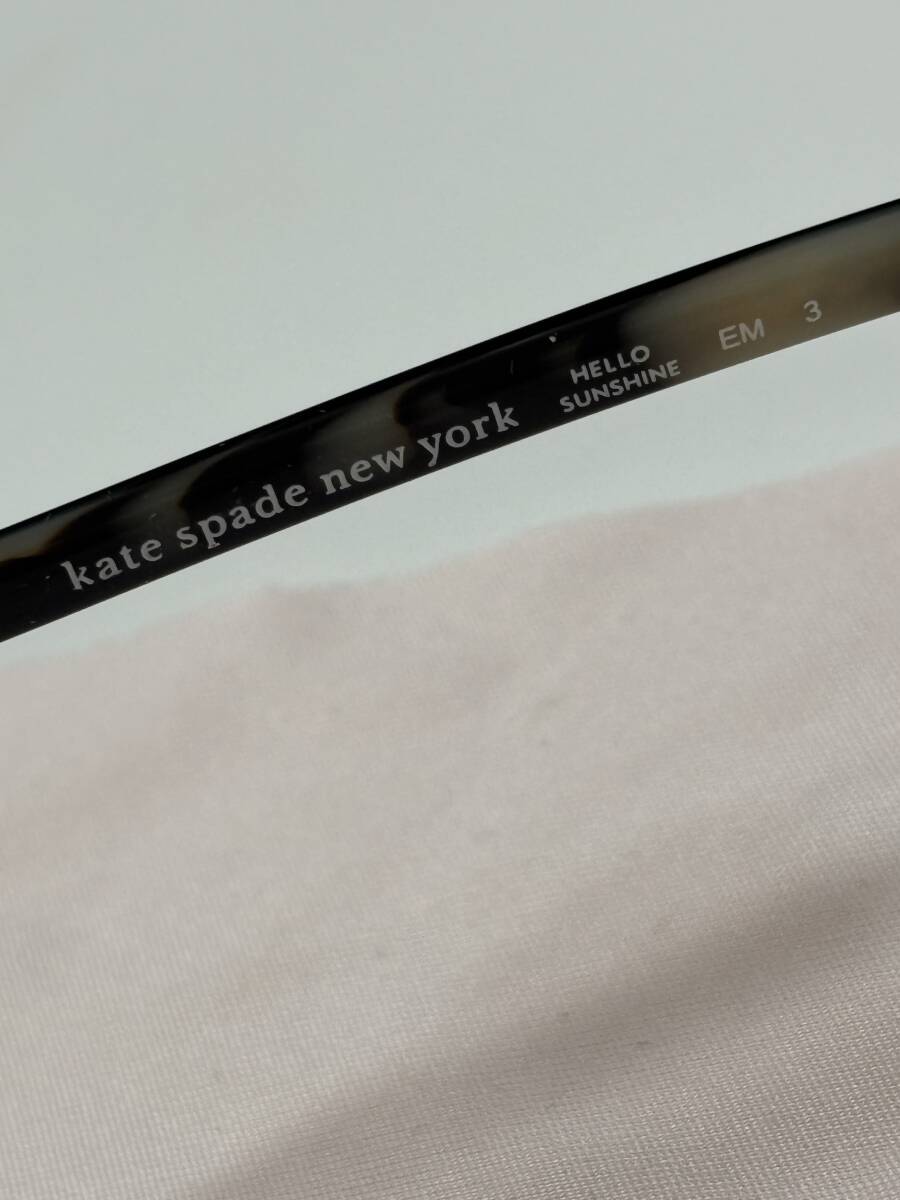 kate spade new york
HELLO
SUNSHINE
EM 3